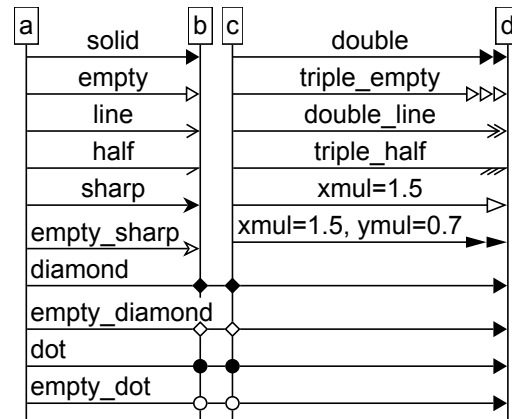 a b c d
solid double
empty triple_empty
line double_line
half triple_half
sharp xmul=1.5
empty_sharp xmul=1.5, ymul=0.7
diamond
empty_diamond
dot
empty_dot